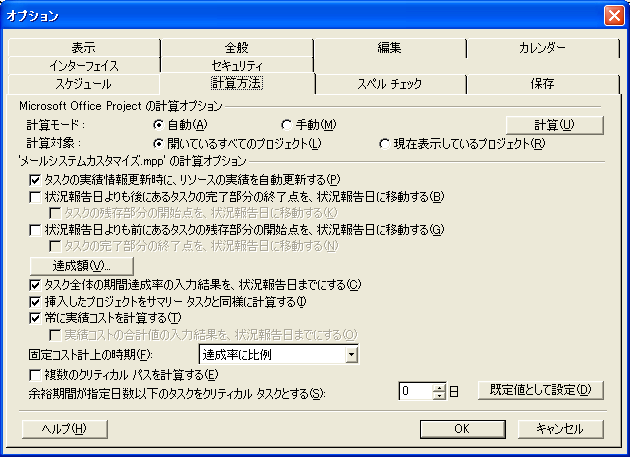 オプション
表示 全般 編集 カレンダー
インターフェイス セキュリティ
スケジュール 計算方法 スペル チェック 保存
Microsoft Office Project の計算オプション
計算モード: 自動(A) 手動(M) 計算(U)
計算対象: 開いているすべてのプロジェクト(L) 現在表示しているプロジェクト(R)
'メールシステムカスタマイズ.mpp' の計算オプション
タスクの実績情報更新時に、リソースの実績を自動更新する(P)
状況報告日よりも後にあるタスクの完了部分の終了点を、状況報告日に移動する(B)
タスクの残存部分の開始点を、状況報告日に移動する(K)
状況報告日よりも前にあるタスクの残存部分の開始点を、状況報告日に移動する(G)
タスクの完了部分の終了点を、状況報告日に移動する(N)
達成額(V)...
タスク全体の期間達成率の入力結果を、状況報告日までにする(C)
挿入したプロジェクトをサマリー タスクと同様に計算する(I)
常に実績コストを計算する(T)
実績コストの合計値の入力結果を、状況報告日までにする(O)
固定コスト計上の時期(F): 達成率に比例
複数のクリティカル パスを計算する(E)
余裕期間が指定日数以下のタスクをクリティカル タスクとする(S): 0 日 既定値として設定(D)
ヘルプ(H) OK キャンセル